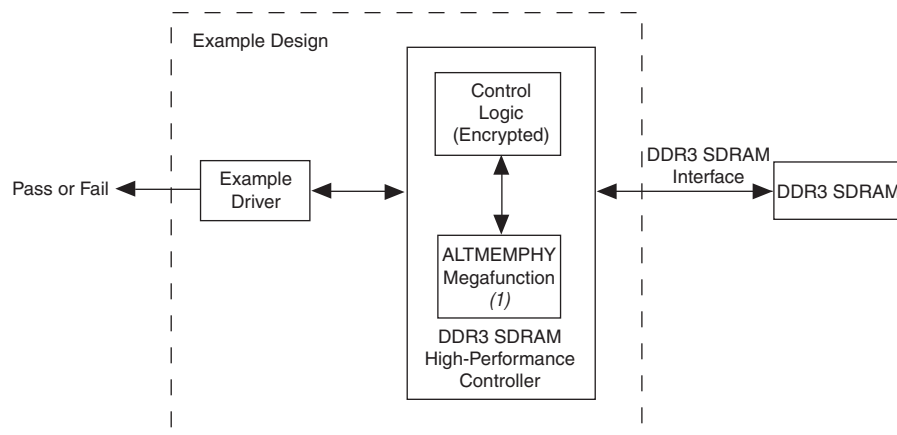 Example Design
Control
Logic
(Encrypted)
DDR3 SDRAM
Interface
Pass or Fail
Example
Driver
DDR3 SDRAM
ALTMEMPHY
Megafunction
(1)
DDR3 SDRAM
High-Performance
Controller